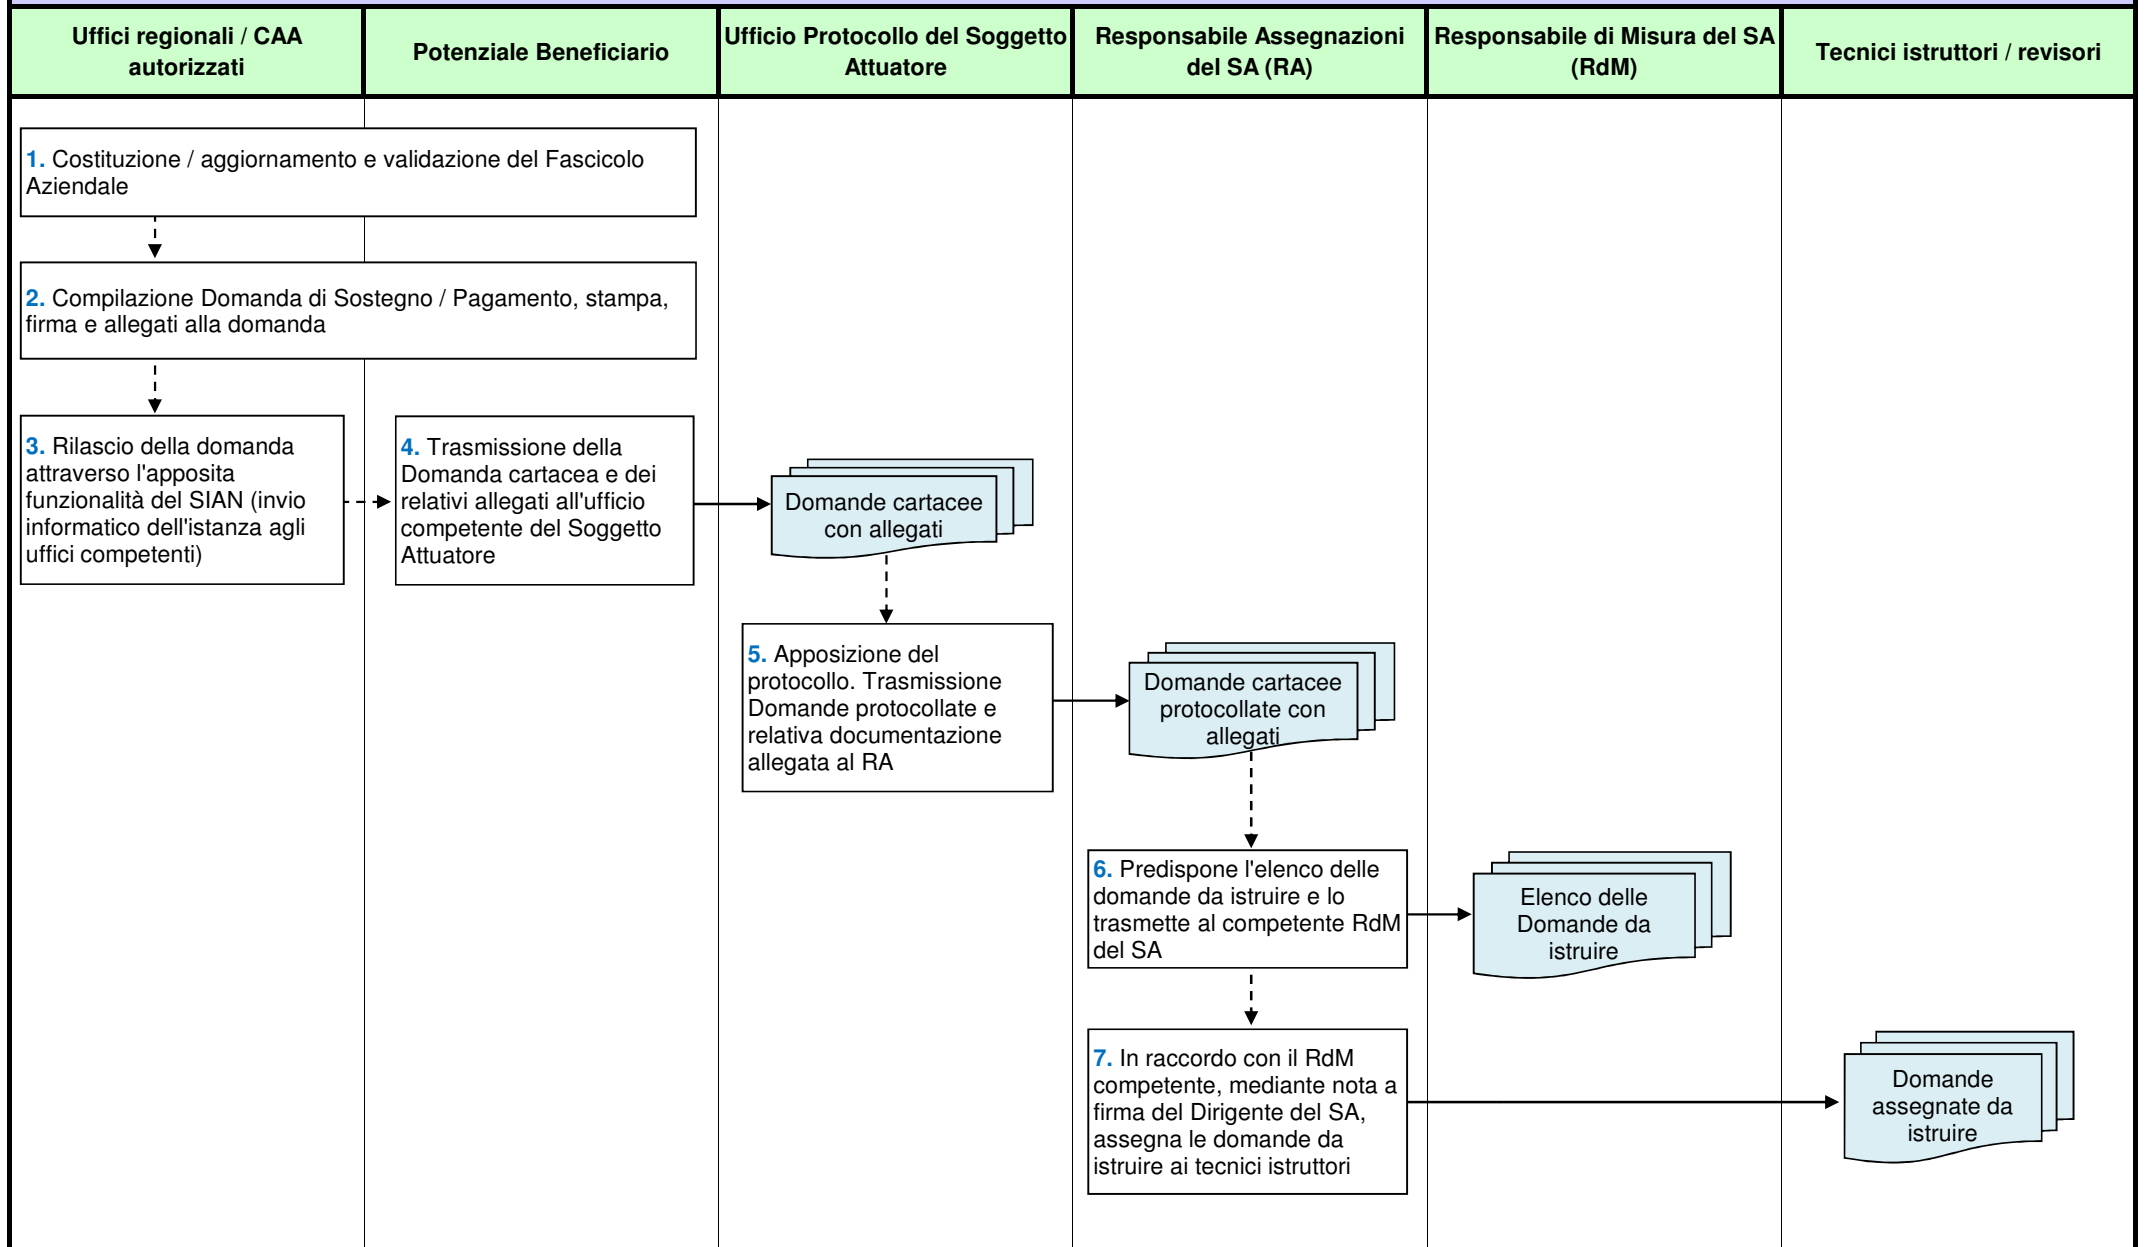 Uffici regionali / CAA
autorizzati
Potenziale Beneficiario
Ufficio Protocollo del Soggetto
Attuatore
Responsabile Assegnazioni
del SA (RA)
Responsabile di Misura del SA
(RdM)
Tecnici istruttori / revisori
1. Costituzione / aggiornamento e validazione del Fascicolo
Aziendale
2. Compilazione Domanda di Sostegno / Pagamento, stampa,
firma e allegati alla domanda
3. Rilascio della domanda
attraverso l'apposita
funzionalità del SIAN (invio
informatico dell'istanza agli
uffici competenti)
4. Trasmissione della
Domanda cartacea e dei
relativi allegati all'ufficio
competente del Soggetto
Attuatore
Domande cartacee
con allegati
5. Apposizione del
protocollo. Trasmissione
Domande protocollate e
relativa documentazione
allegata al RA
Domande cartacee
protocollate con
allegati
6. Predispone l'elenco delle
domande da istruire e lo
trasmette al competente RdM
del SA
Elenco delle
Domande da
istruire
7. In raccordo con il RdM
competente, mediante nota a
firma del Dirigente del SA,
assegna le domande da
istruire ai tecnici istruttori
Domande
assegnate da
istruire